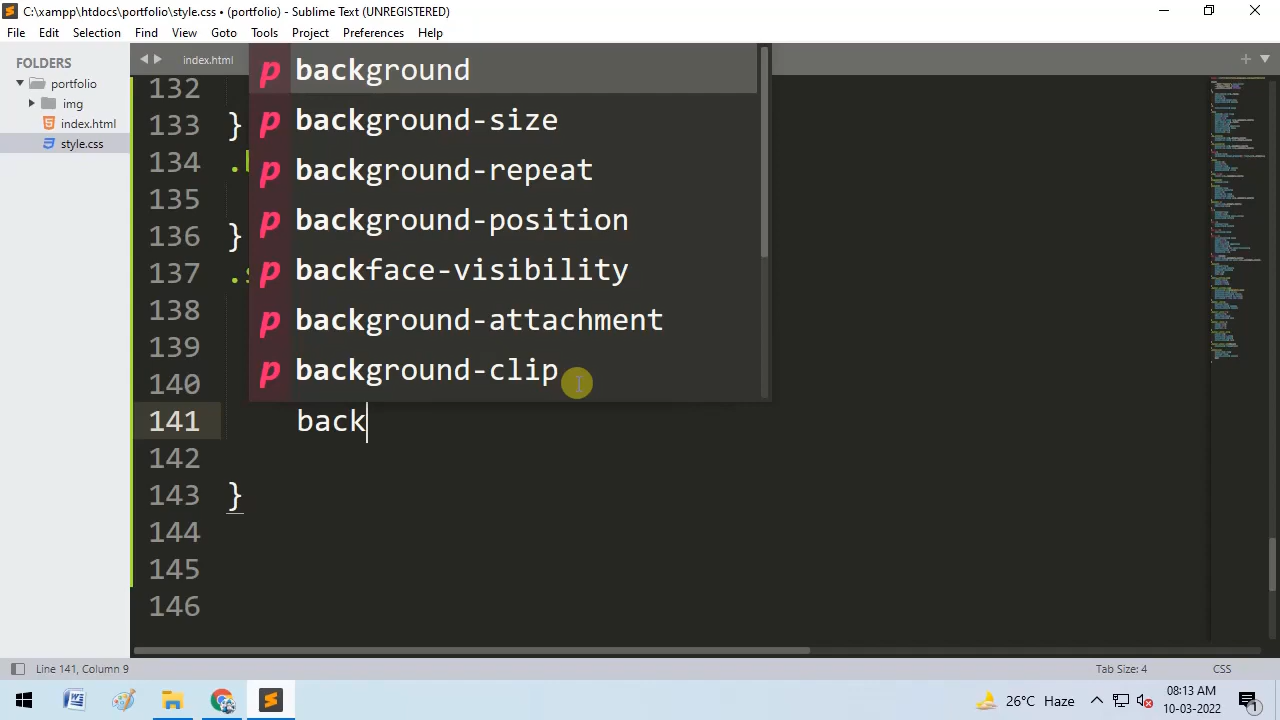 C:\xampp\htdocs\portfolio\style.css • (portfolio) - Sublime Text (UNREGISTERED)
File Edit Selection Find View Goto Tools Project Preferences Help
FOLDERS
portfolio
img
index.html
style.css
index.html
132
133 }
134 .
135
136 }
137 .
138
139
140
141 back
142
143 }
144
145
146
p background
p background-size
p background-repeat
p background-position
p backface-visibility
p background-attachment
p background-clip
Line 141, Column 9
Tab Size: 4
CSS
W
S
26°C Haze
08:13 AM
10-03-2022
1